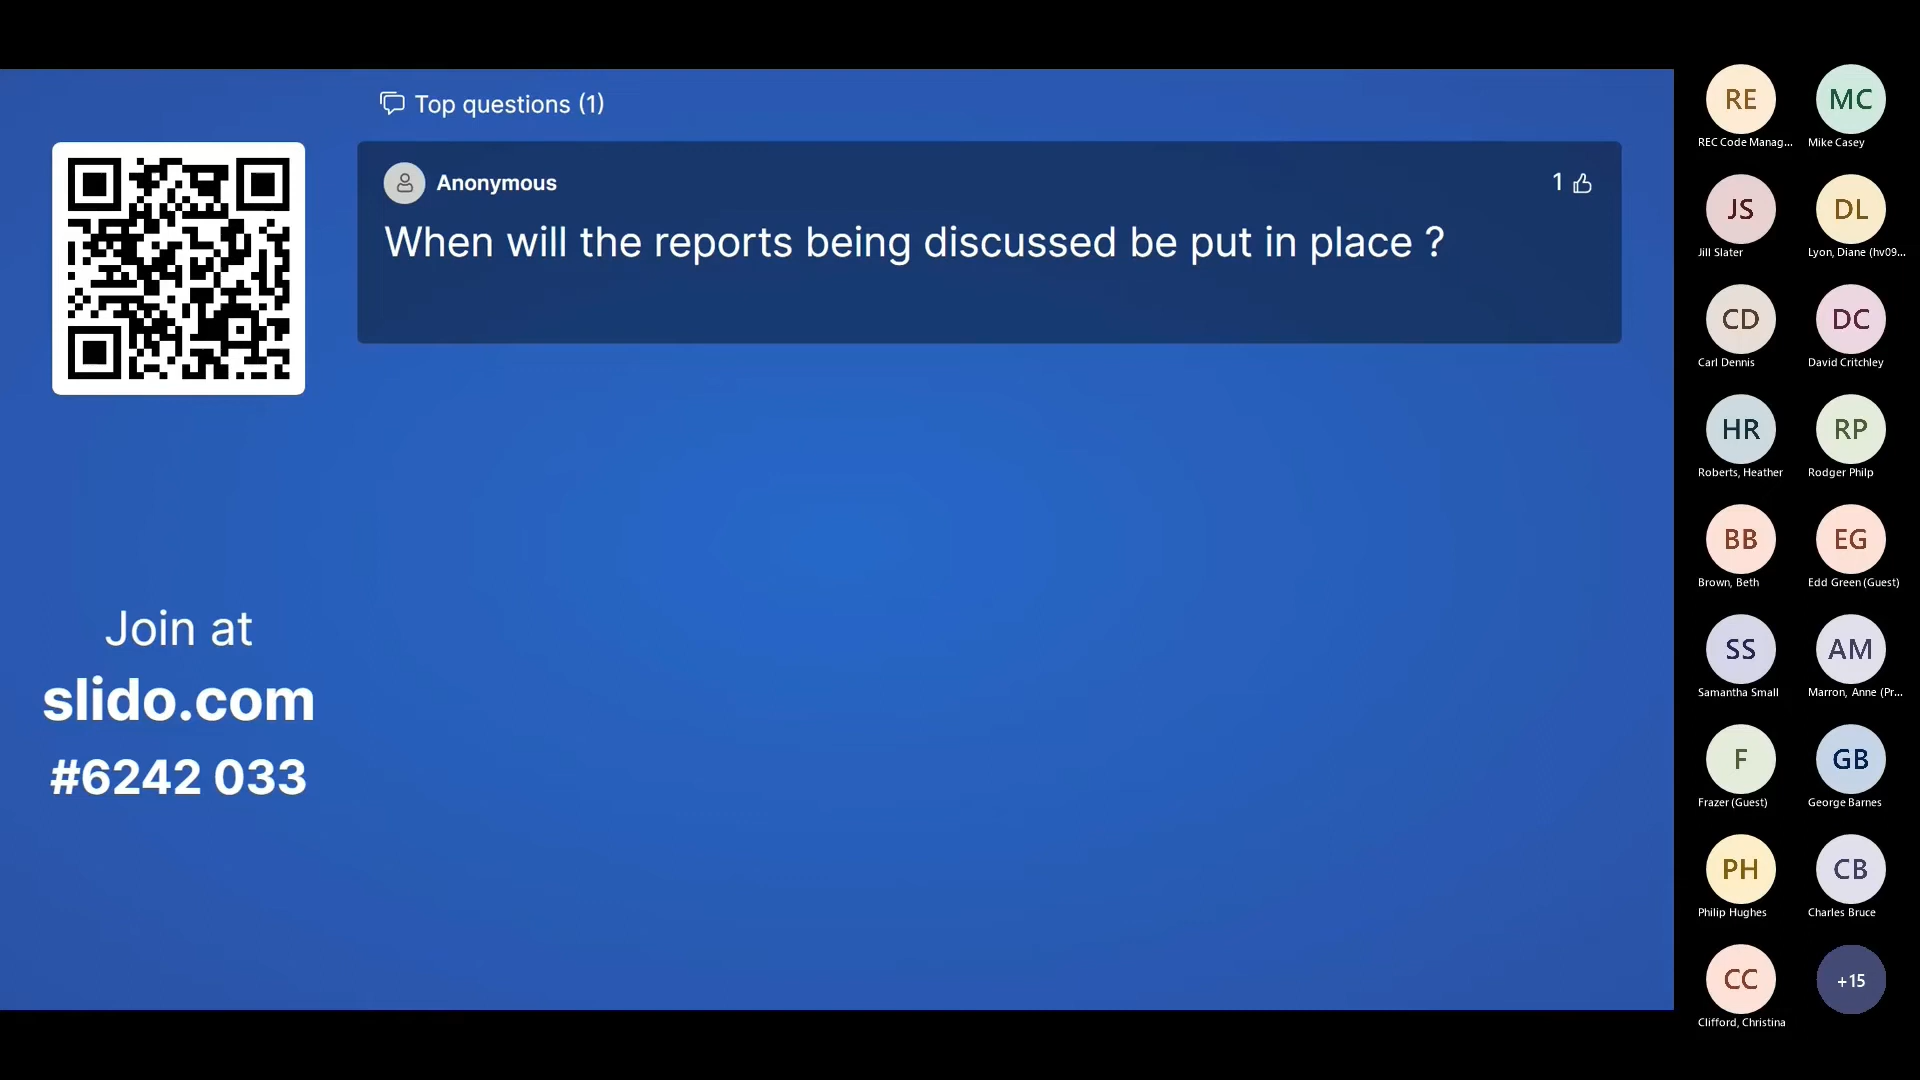 Top questions (1)
Anonymous
1
When will the reports being discussed be put in place ?
Join at
slido.com
#6242 033
RE
REC Code Manag...
MC
Mike Casey
JS
Jill Slater
DL
Lyon, Diane (hv09...
CD
Carl Dennis
DC
David Critchley
HR
Roberts, Heather
RP
Rodger Philp
BB
Brown, Beth
EG
Edd Green (Guest)
SS
Samantha Small
AM
Marron, Anne (Pr...
F
Frazer (Guest)
GB
George Barnes
PH
Philip Hughes
CB
Charles Bruce
CC
Clifford, Christina
+15